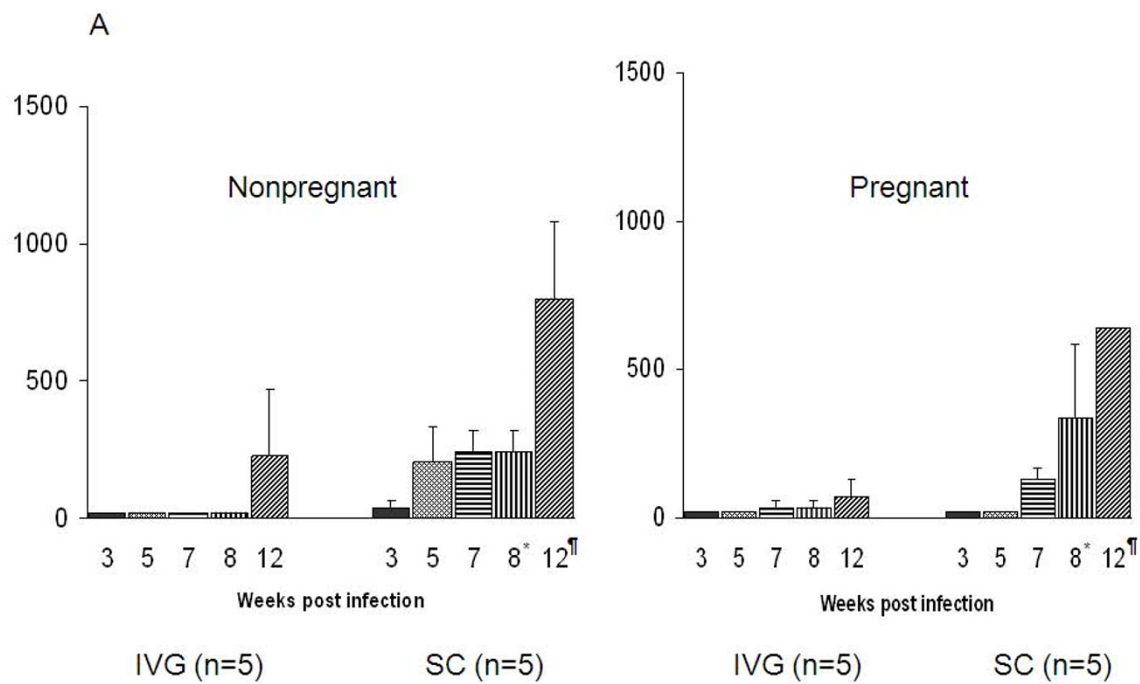 A
1500
1000
500
0
Nonpregnant
3 5 7 8 12 3 5 7 8* 12¶
Weeks post infection
IVG (n=5) SC (n=5)
1500
1000
500
0
Pregnant
3 5 7 8 12 3 5 7 8* 12¶
Weeks post infection
IVG (n=5) SC (n=5)